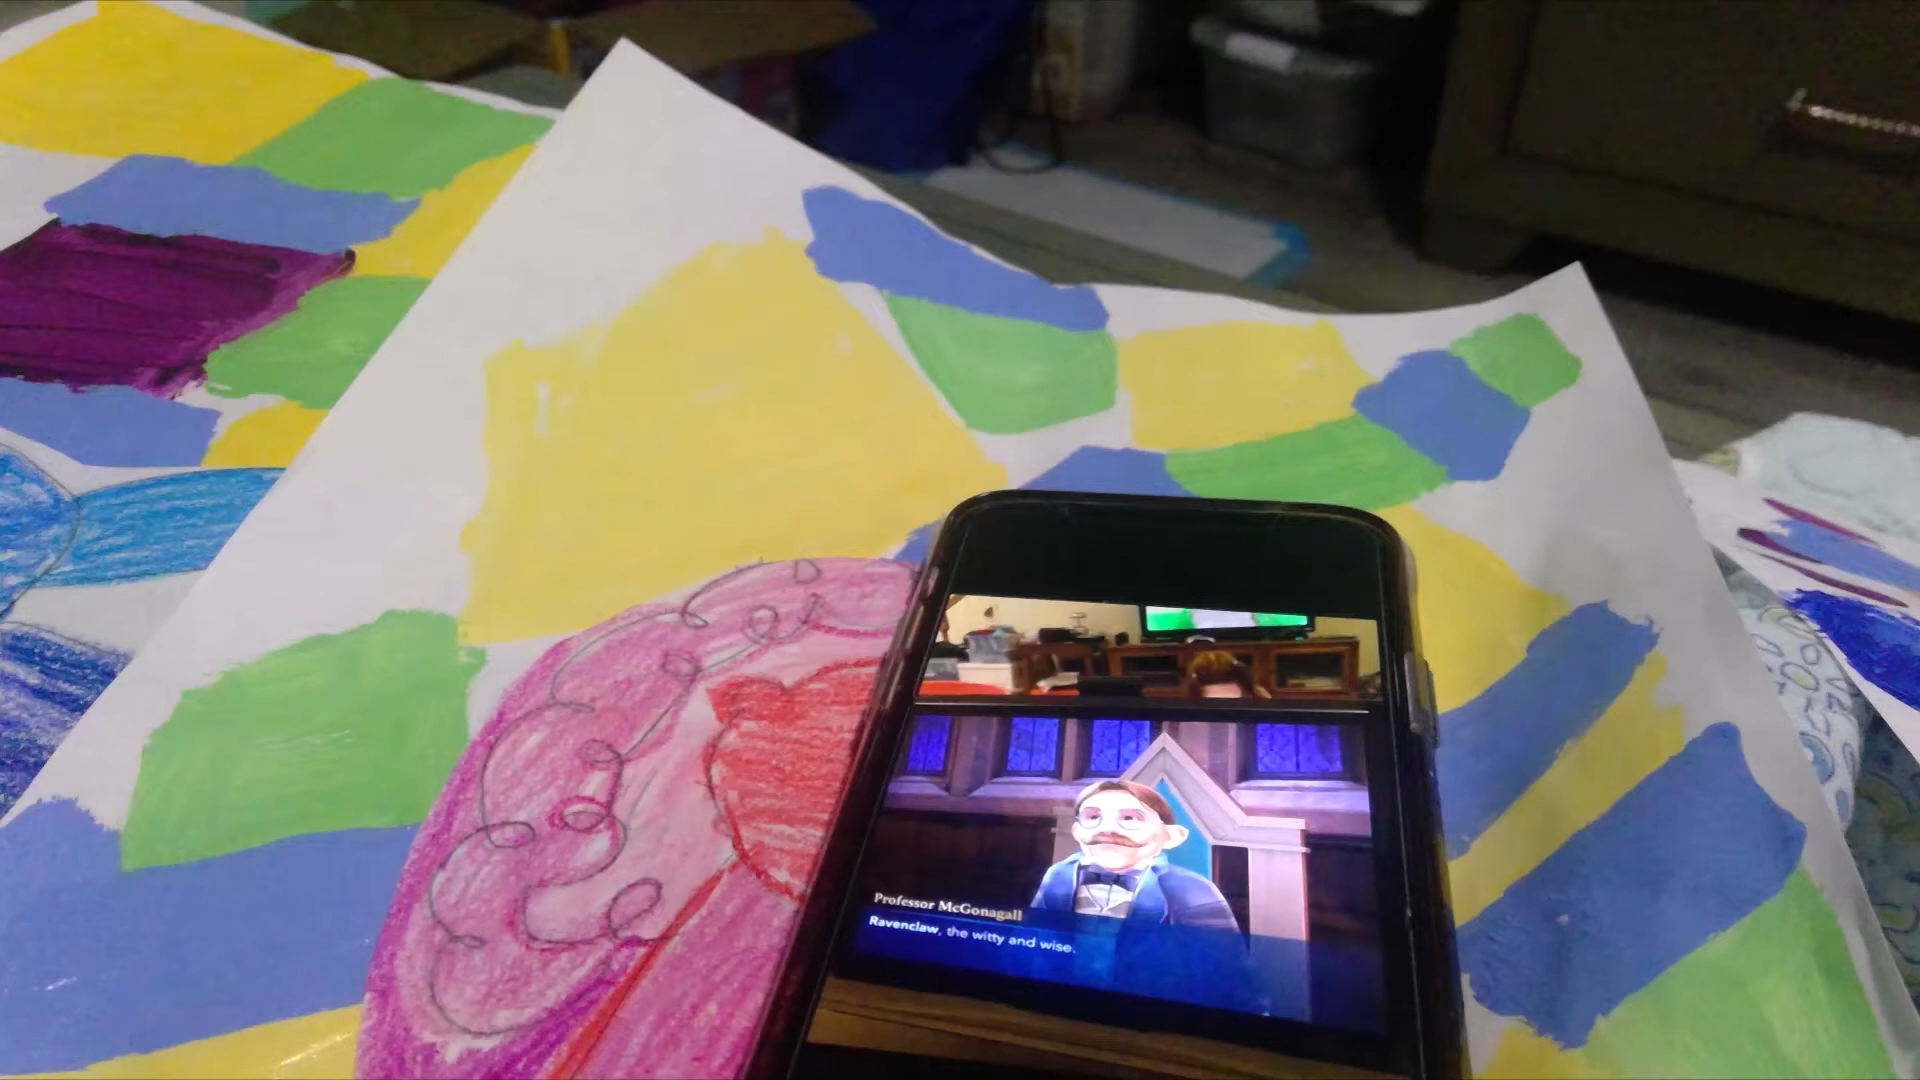 Professor McGonagall
Ravenclaw, the witty and wise.